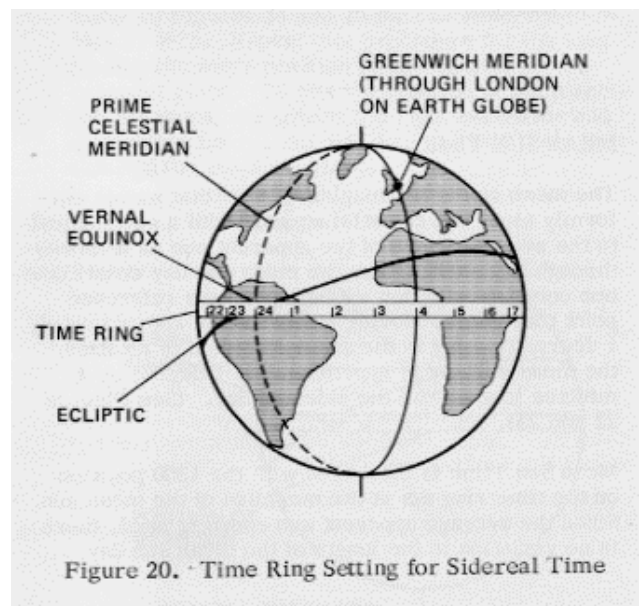 GREENWICH MERIDIAN
(THROUGH LONDON
ON EARTH GLOBE)
PRIME
CELESTIAL
MERIDIAN
VERNAL
EQUINOX
TIME RING
22 23 24 1 2 3 4 5 6 7
ECLIPTIC
Figure 20. Time Ring Setting for Sidereal Time